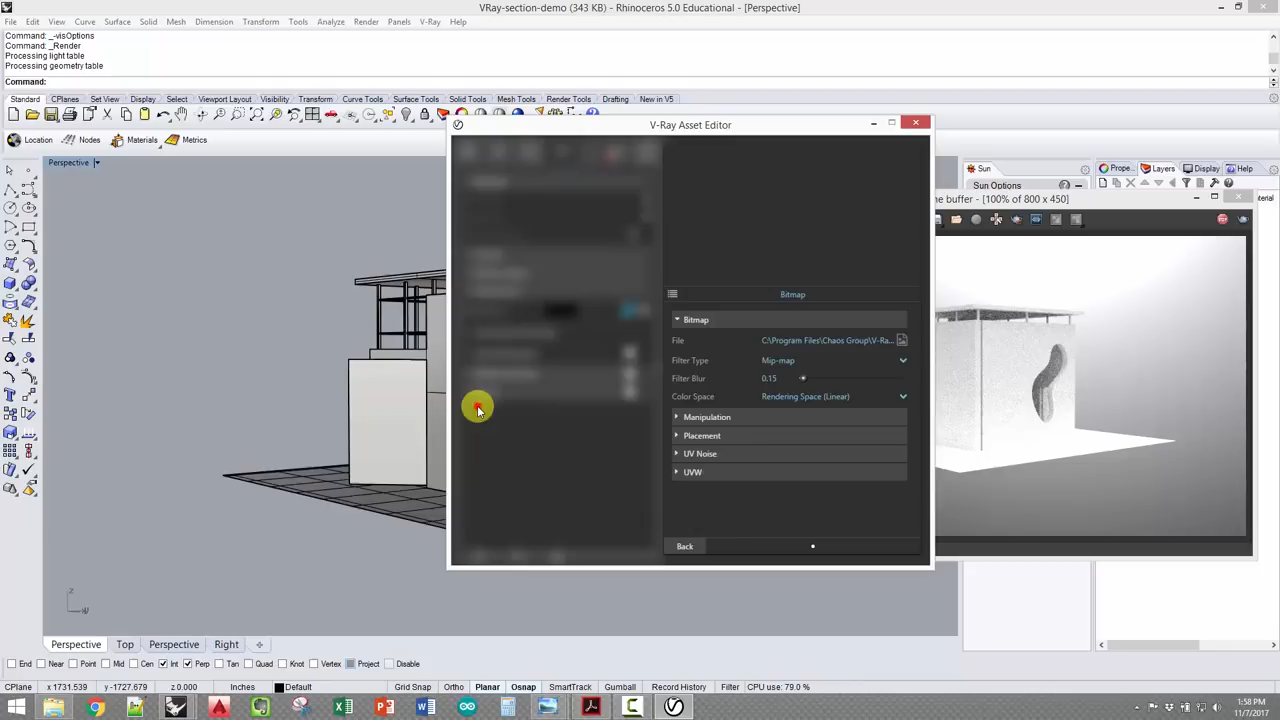 VRay-section-demo (343 KB) - Rhinoceros 5.0 Educational - [Perspective]
File Edit View Curve Surface Solid Mesh Dimension Transform Tools Analyze Render Panels V-Ray Help
Command: _-visOptions
Command: _Render
Processing light table
Processing geometry table
Command:
Standard CPlanes Set View Display Select Viewport Layout Visibility Transform Curve Tools Surface Tools Solid Tools Mesh Tools Render Tools Drafting New in V5
Location Nodes Materials Metrics
V-Ray Asset Editor
Perspective
Sun Prope... Layers Display Help
Sun Options
buffer - [100% of 800 x 450]
Bitmap
Bitmap
File C:\Program Files\Chaos Group\V-Ra...
Filter Type Mip-map
Filter Blur 0.15
Color Space Rendering Space (Linear)
Manipulation
Placement
UV Noise
UVW
Back
z
Perspective Top Perspective Right
End Near Point Mid Cen Int Perp Tan Quad Knot Vertex Project Disable
CPlane x 1731.539 y -1727.679 z 0.000 Inches Default Grid Snap Ortho Planar Osnap SmartTrack Gumball Record History Filter CPU use: 79.0 %
1:58 PM
11/7/2017